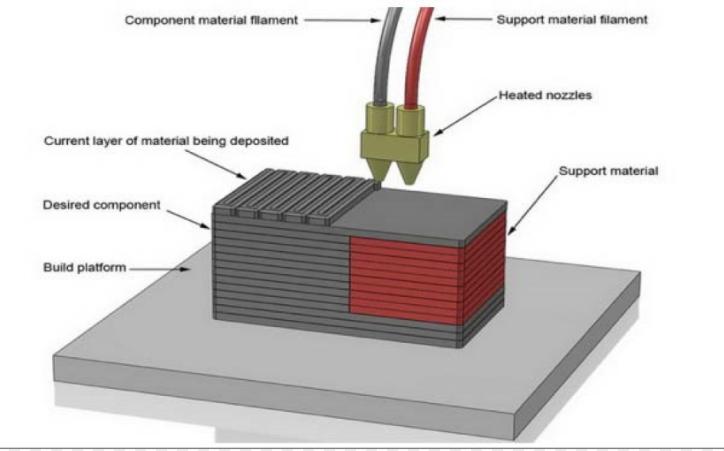 Component material filament
Support material filament
Heated nozzles
Current layer of material being deposited
Support material
Desired component
Build platform